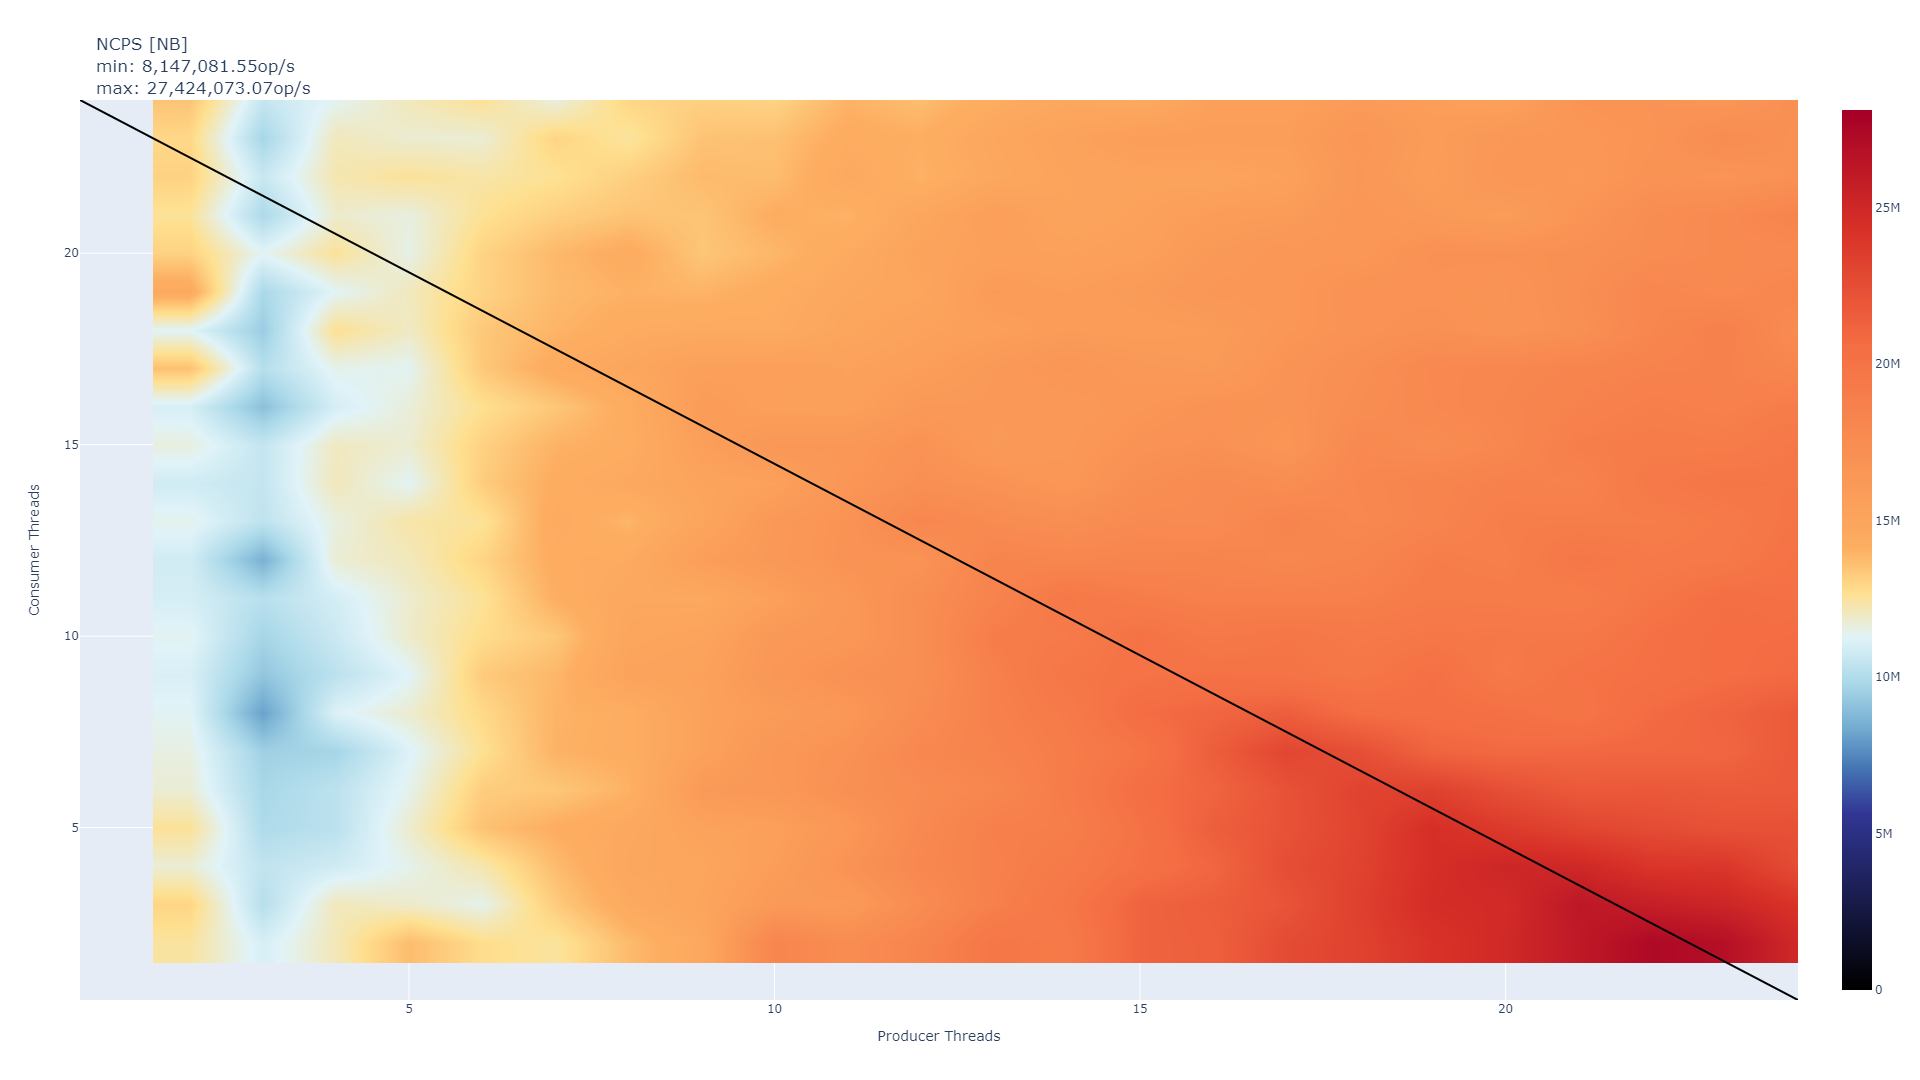 NCPS [NB]
min: 8,147,081.55op/s
max: 27,424,073.07op/s
25M
20M
15M
10M
5M
0
20
15
10
5
Consumer Threads
5
10
15
20
Producer Threads